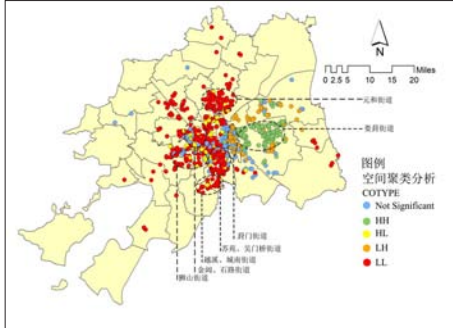 N
Miles
0 2.5 5 10 15 20
元和街道
娄葑街道
图例
空间聚类分析
COTYPE
Not Significant
HH
HL
LH
LL
葑门街道
苏苑、吴门桥街道
越溪、城南街道
金阊、石路街道
狮山街道